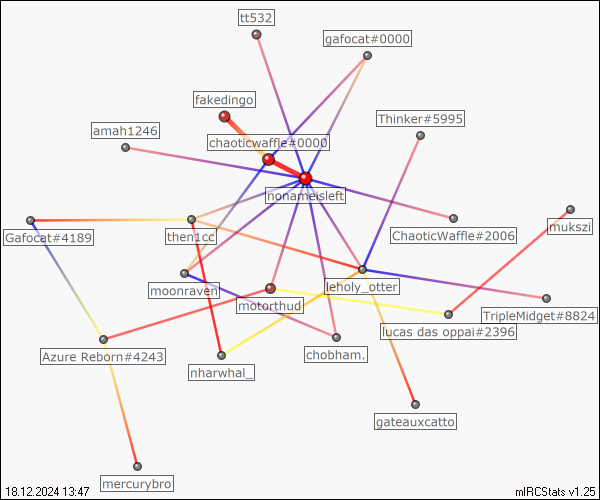 tt532
gafocat#0000
fakedingo
Thinker#5995
amah1246
chaoticwaffle#0000
nonameisleft
Gafocat#4189
then1cc
ChaoticWaffle#2006
mukszi
moonraven
motorthud
leholy_otter
TripleMidget#8824
lucas das oppai#2396
Azure Reborn#4243
nharwhal_
chobham.
gateauxcatto
mercurybro
18.12.2024 13:47
mIRCStats v1.25